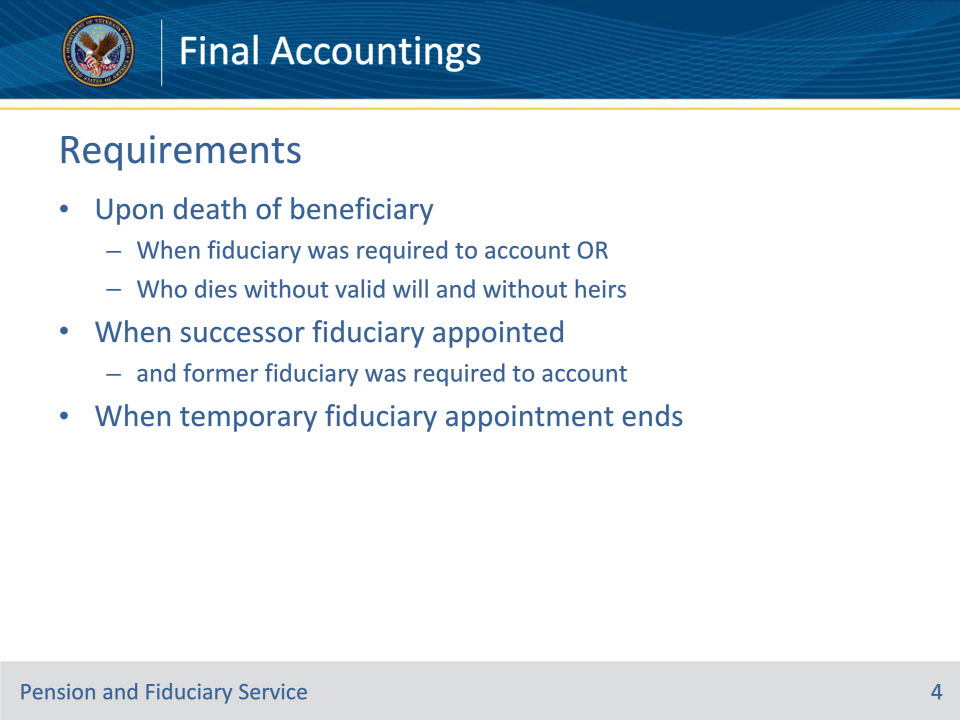 Final Accountings
Requirements
• Upon death of beneficiary
– When fiduciary was required to account OR
– Who dies without valid will and without heirs
• When successor fiduciary appointed
– and former fiduciary was required to account
• When temporary fiduciary appointment ends
Pension and Fiduciary Service
4